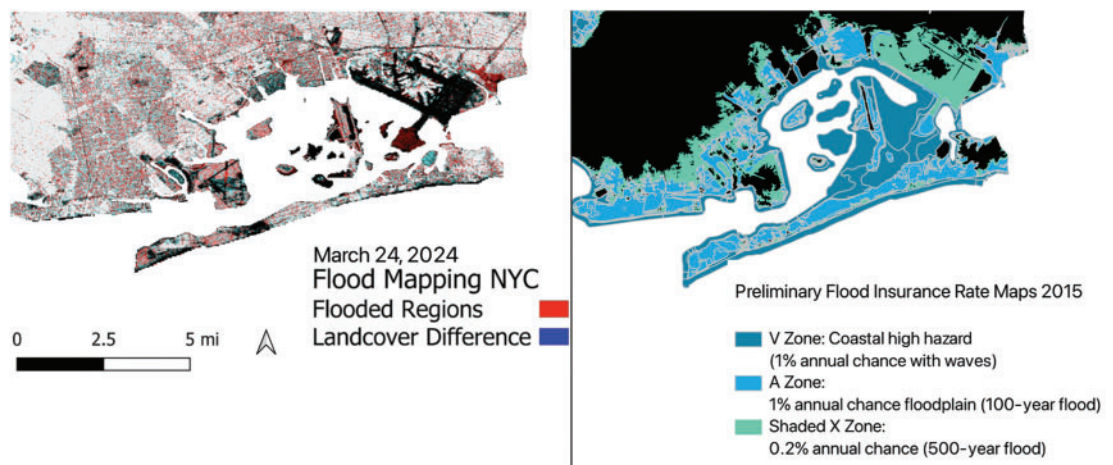 March 24, 2024
Flood Mapping NYC
Flooded Regions
Landcover Difference
0 2.5 5 mi
Preliminary Flood Insurance Rate Maps 2015
V Zone: Coastal high hazard
(1% annual chance with waves)
A Zone:
1% annual chance floodplain (100-year flood)
Shaded X Zone:
0.2% annual chance (500-year flood)